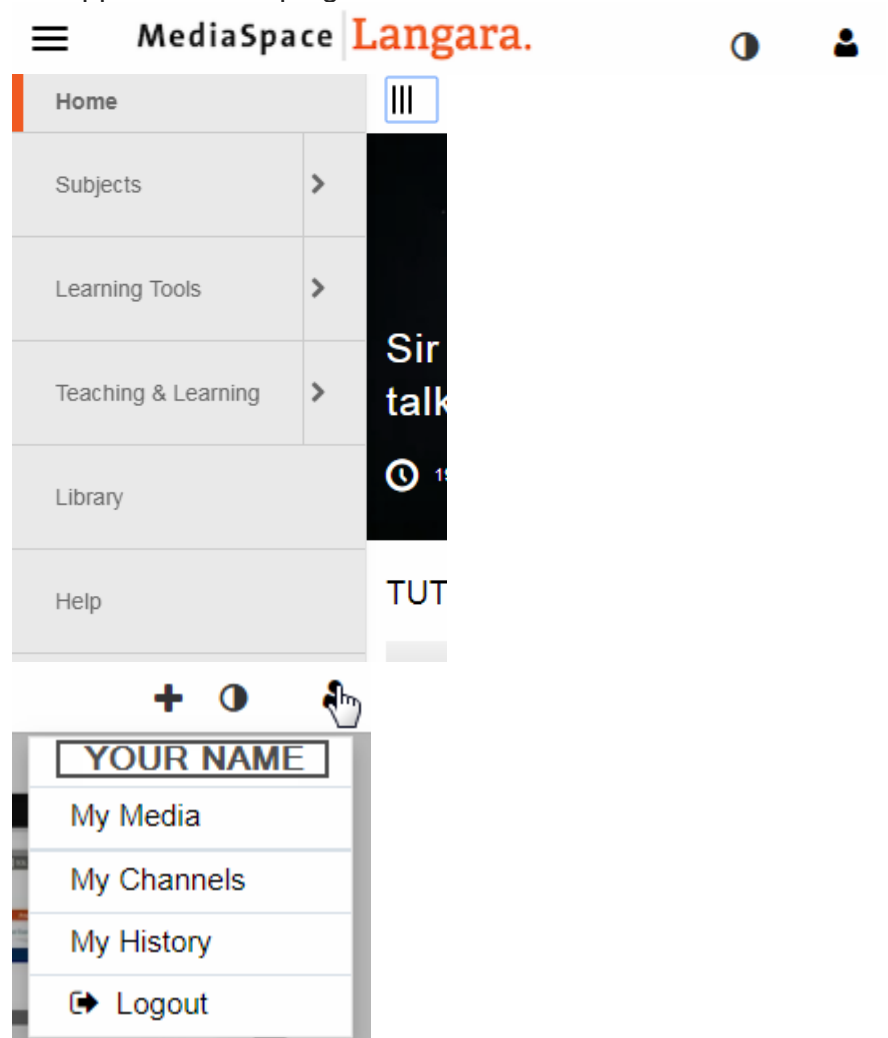 MediaSpace Langara.
Home
Subjects
Learning Tools
Teaching & Learning
Library
Help
Sir
talk
TUT
YOUR NAME
My Media
My Channels
My History
Logout